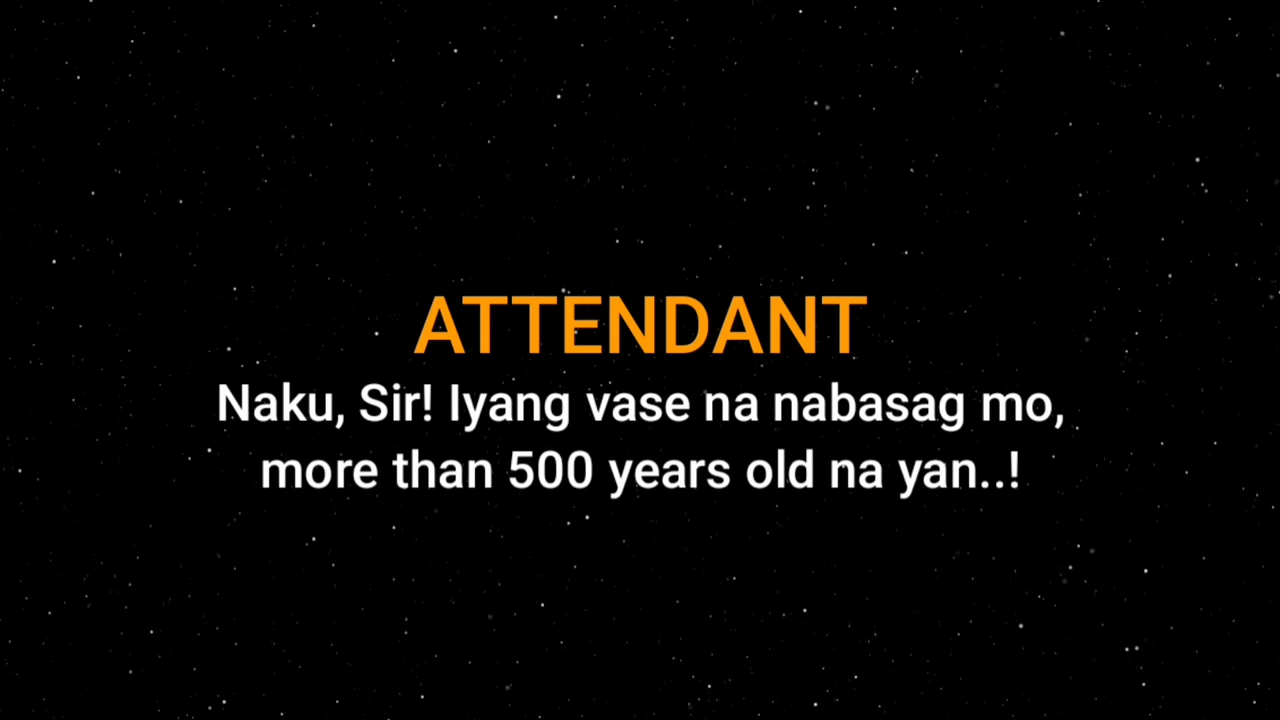 ATTENDANT
Naku, Sir! Iyang vase na nabasag mo,
more than 500 years old na yan..!